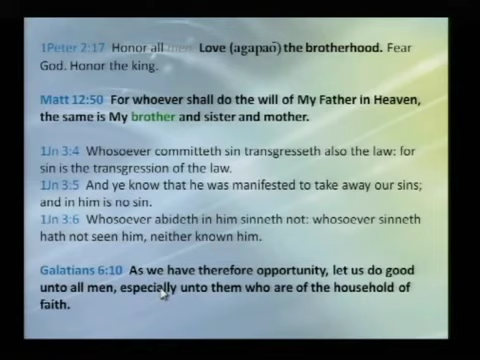 1Peter 2:17 Honor all men. Love (agapaō) the brotherhood. Fear
God. Honor the king.
Matt 12:50 For whoever shall do the will of My Father in Heaven,
the same is My brother and sister and mother.
1Jn 3:4 Whosoever committeth sin transgresseth also the law: for
sin is the transgression of the law.
1Jn 3:5 And ye know that he was manifested to take away our sins;
and in him is no sin.
1Jn 3:6 Whosoever abideth in him sinneth not: whosoever sinneth
hath not seen him, neither known him.
Galatians 6:10 As we have therefore opportunity, let us do good
unto all men, especially unto them who are of the household of
faith.